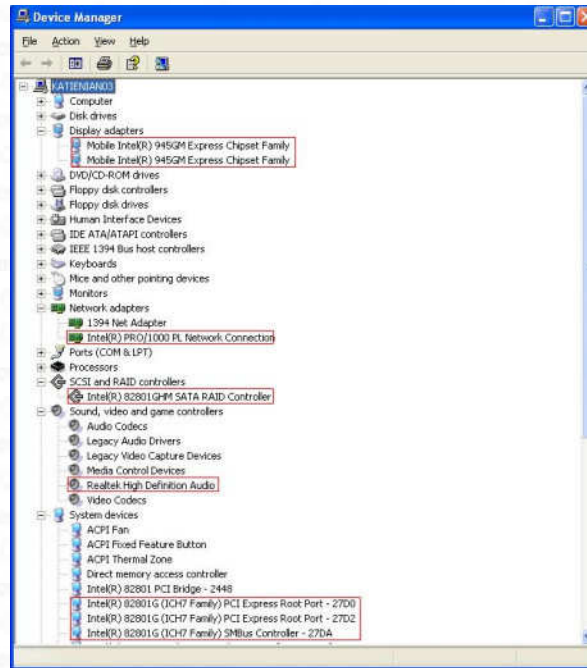 Device Manager
File Action View Help
KATIENIAN03
Computer
Disk drives
Display adapters
Mobile Intel(R) 945GM Express Chipset Family
Mobile Intel(R) 945GM Express Chipset Family
DVD/CD-ROM drives
Floppy disk controllers
Floppy disk drives
Human Interface Devices
IDE ATA/ATAPI controllers
IEEE 1394 Bus host controllers
Keyboards
Mice and other pointing devices
Monitors
Network adapters
1394 Net Adapter
Intel(R) PRO/1000 PL Network Connection
Ports (COM & LPT)
Processors
SCSI and RAID controllers
Intel(R) 82801GHM SATA RAID Controller
Sound, video and game controllers
Audio Codecs
Legacy Audio Drivers
Legacy Video Capture Devices
Media Control Devices
Realtek High Definition Audio
Video Codecs
System devices
ACPI Fan
ACPI Fixed Feature Button
ACPI Thermal Zone
Direct memory access controller
Intel(R) 82801 PCI Bridge - 2448
Intel(R) 82801G (ICH7 Family) PCI Express Root Port - 27D0
Intel(R) 82801G (ICH7 Family) PCI Express Root Port - 27D2
Intel(R) 82801G (ICH7 Family) SMBus Controller - 27DA